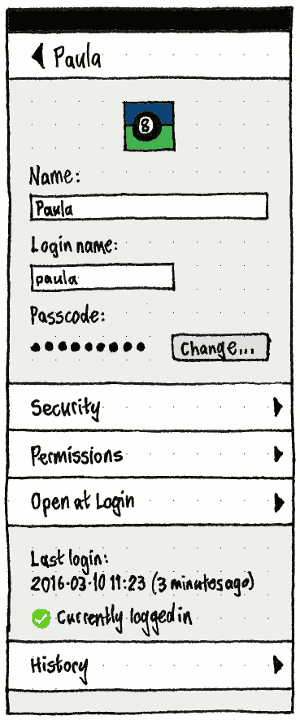 Paula
8
Name:
Paula
Login name:
paula
Passcode:
Change...
Security
Permissions
Open at Login
Last login:
2016-03-10 11:23 (3 minutes ago)
Currently logged in
History